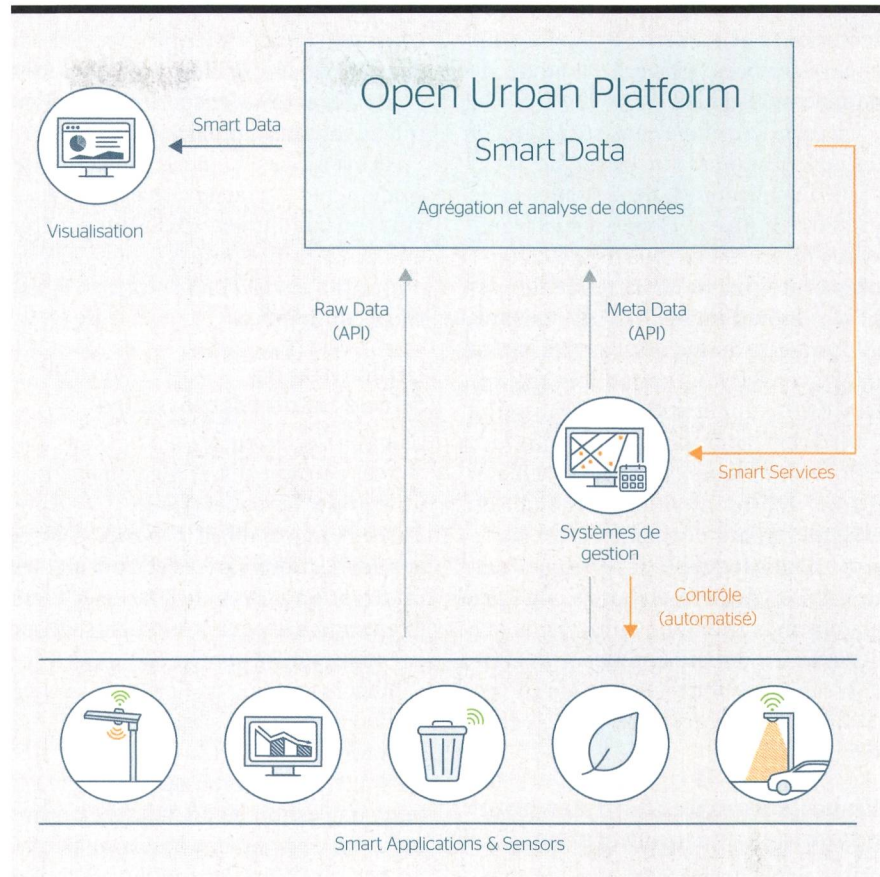 Open Urban Platform
Smart Data
Smart Data
Agrégation et analyse de données
Visualisation
Raw Data
(API)
Meta Data
(API)
Smart Services
Systèmes de
gestion
Contrôle
(automatisé)
Smart Applications & Sensors